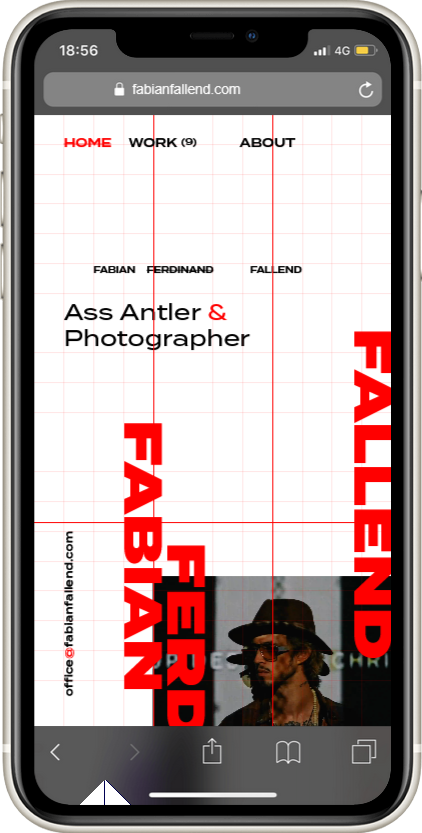 18:56 4G
fabianfallend.com
HOME WORK (9) ABOUT
FABIAN FERDINAND FALLEND
Ass Antler &
Photographer
FALLEND
FABIAN
FERD
office@fabianfallend.com